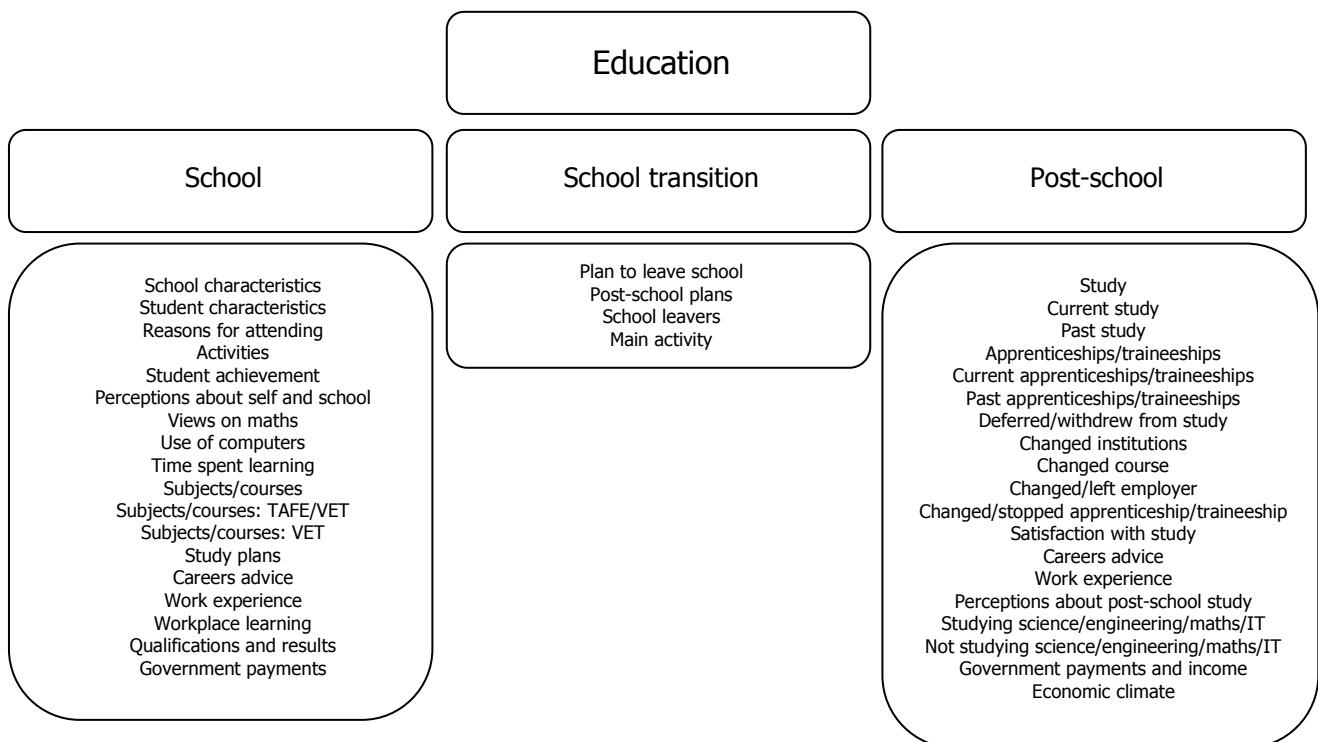 Education
School
School transition
Post-school
School characteristics
Student characteristics
Reasons for attending
Activities
Student achievement
Perceptions about self and school
Views on maths
Use of computers
Time spent learning
Subjects/courses
Subjects/courses: TAFE/VET
Subjects/courses: VET
Study plans
Careers advice
Work experience
Workplace learning
Qualifications and results
Government payments
Plan to leave school
Post-school plans
School leavers
Main activity
Study
Current study
Past study
Apprenticeships/traineeships
Current apprenticeships/traineeships
Past apprenticeships/traineeships
Deferred/withdrew from study
Changed institutions
Changed course
Changed/left employer
Changed/stopped apprenticeship/traineeship
Satisfaction with study
Careers advice
Work experience
Perceptions about post-school study
Studying science/engineering/maths/IT
Not studying science/engineering/maths/IT
Government payments and income
Economic climate